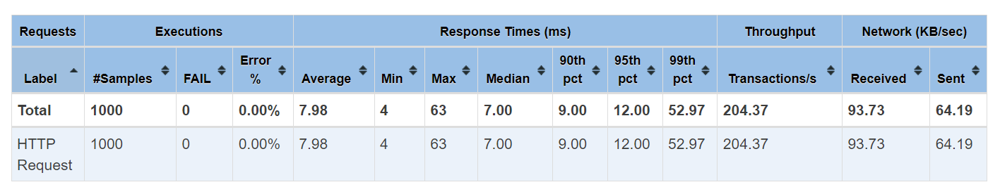 Requests Executions Response Times (ms) Throughput Network (KB/sec)
Label #Samples FAIL Error % Average Min Max Median 90th pct 95th pct 99th pct Transactions/s Received Sent
Total 1000 0 0.00% 7.98 4 63 7.00 9.00 12.00 52.97 204.37 93.73 64.19
HTTP Request 1000 0 0.00% 7.98 4 63 7.00 9.00 12.00 52.97 204.37 93.73 64.19